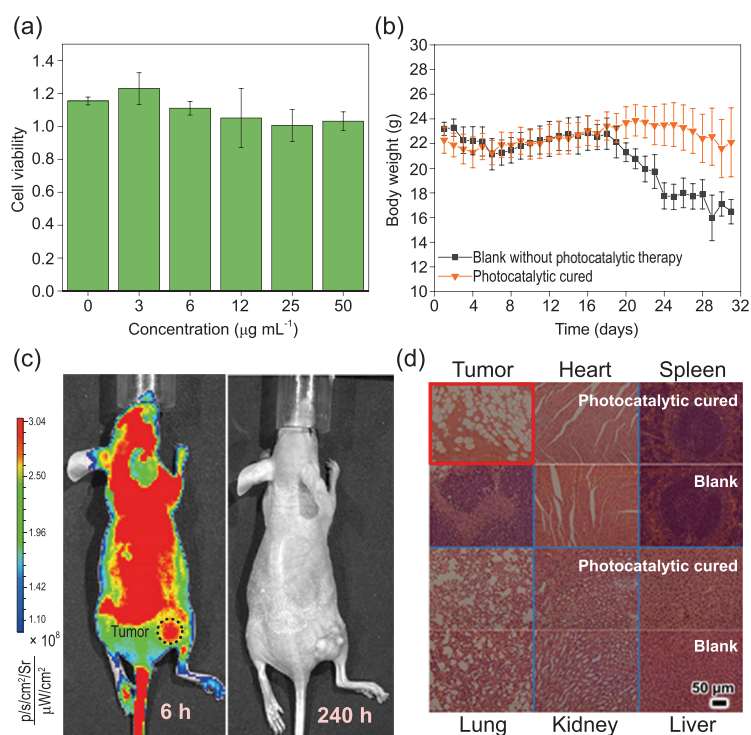 (a)
1.4
1.2
1.0
0.8
0.6
0.4
0.2
0.0
Cell viability
0 3 6 12 25 50
Concentration (μg mL⁻¹)
(b)
30
28
26
24
22
20
18
16
14
12
10
Body weight (g)
Blank without photocatalytic therapy
Photocatalytic cured
0 4 8 12 16 20 24 28 32
Time (days)
(c)
3.04
2.50
1.96
1.42
1.10
× 10⁸
p/s/cm²/Sr
μW/cm²
Tumor
6 h
240 h
(d)
Tumor Heart Spleen
Photocatalytic cured
Blank
Photocatalytic cured
Blank
50 μm
Lung Kidney Liver